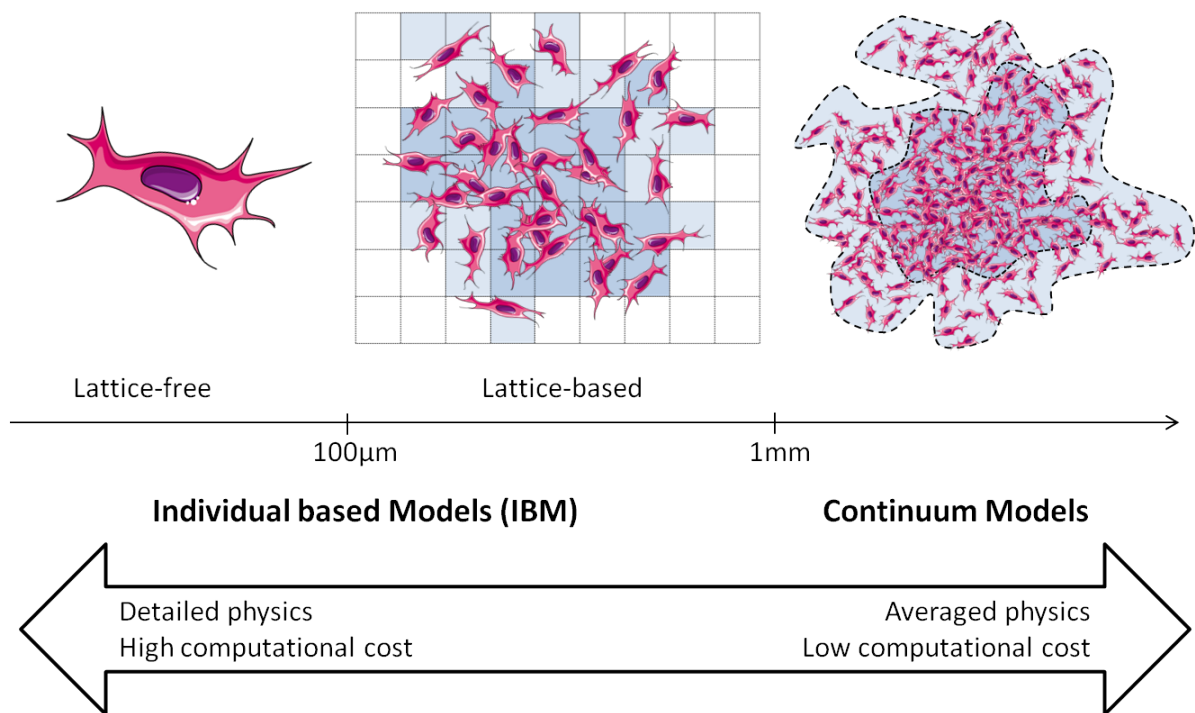 Lattice-free
Lattice-based
100µm
1mm
Individual based Models (IBM)
Continuum Models
Detailed physics
High computational cost
Averaged physics
Low computational cost